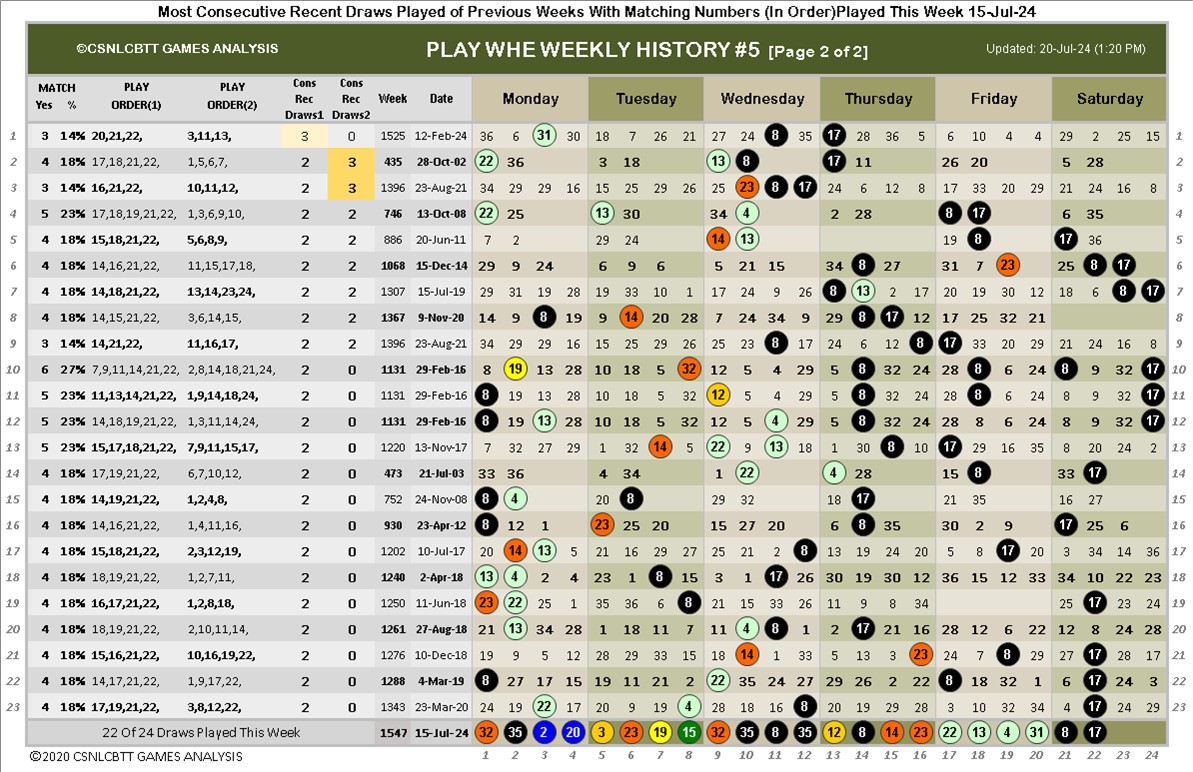 Most Consecutive Recent Draws Played of Previous Weeks With Matching Numbers (In Order)Played This Week 15-Jul-24
©CSNLCBTT GAMES ANALYSIS PLAY WHE WEEKLY HISTORY #5 [Page 2 of 2] Updated: 20-Jul-24 (1:20 PM)
MATCH Yes % PLAY ORDER(1) PLAY ORDER(2) Cons Rec Draws1 Cons Rec Draws2 Week Date Monday Tuesday Wednesday Thursday Friday Saturday
1 3 14% 20,21,22, 3,11,13, 3 0 1525 12-Feb-24 36 6 31 30 18 7 26 21 27 24 8 35 17 28 36 5 6 10 4 4 29 2 25 15 1
2 4 18% 17,18,21,22, 1,5,6,7, 2 3 435 28-Oct-02 22 36 3 18 13 8 17 11 26 20 5 28 2
3 3 14% 16,21,22, 10,11,12, 2 3 1396 23-Aug-21 34 29 29 16 15 25 29 26 25 23 8 12 24 6 12 8 17 33 20 29 21 24 16 8 3
4 5 23% 17,18,19,21,22, 1,3,6,9,10, 2 2 746 13-Oct-08 22 25 13 30 34 4 2 28 8 17 6 35 4
5 4 18% 15,18,21,22, 5,6,8,9, 2 2 886 20-Jun-11 7 2 29 24 14 13 19 8 17 36 5
6 4 18% 14,16,21,22, 11,15,17,18, 2 2 1068 15-Dec-14 29 9 24 6 9 6 5 21 15 34 8 27 31 7 23 25 8 17 6
7 4 18% 14,18,21,22, 13,14,23,24, 2 2 1307 15-Jul-19 29 31 19 28 19 33 10 1 17 24 9 26 8 13 2 17 20 19 30 12 18 6 8 17 7
8 4 18% 14,15,21,22, 3,6,14,15, 2 2 1367 9-Nov-20 14 9 8 19 9 14 20 28 7 24 34 9 29 8 17 12 17 25 32 21 8
9 3 14% 14,21,22, 11,16,17, 2 0 1396 23-Aug-21 34 29 29 16 15 25 29 26 25 23 8 12 24 6 12 8 17 33 20 29 21 24 16 8 9
10 6 27% 7,9,11,14,21,22, 2,8,14,18,21,24, 2 0 1131 29-Feb-16 8 19 13 28 10 18 5 32 12 5 4 29 5 8 32 24 28 8 6 24 8 9 32 17 10
11 5 23% 11,13,14,21,22, 1,9,14,18,24, 2 0 1131 29-Feb-16 8 19 13 28 10 18 5 32 12 5 4 29 5 8 32 24 28 8 6 24 8 9 32 17 11
12 5 23% 14,18,19,21,22, 1,3,11,14,24, 2 0 1131 29-Feb-16 8 19 13 28 10 18 5 32 12 5 4 29 5 8 32 24 28 8 6 24 8 9 32 17 12
13 5 23% 15,17,18,21,22, 7,9,11,15,17, 2 0 1220 13-Nov-17 7 32 27 29 1 32 14 5 22 9 13 18 1 30 8 10 17 29 16 35 8 20 24 2 13
14 4 18% 17,19,21,22, 6,7,10,12, 2 0 473 21-Jul-03 33 36 4 34 1 22 4 28 15 8 33 17 14
15 4 18% 14,19,21,22, 1,2,4,8, 2 0 752 24-Nov-08 8 4 20 8 29 32 18 17 21 35 16 27 15
16 4 18% 14,16,21,22, 1,4,11,16, 2 0 930 23-Apr-12 8 12 1 23 25 20 15 27 20 6 8 35 30 2 9 17 25 6 16
17 4 18% 15,18,21,22, 2,3,12,19, 2 0 1202 10-Jul-17 20 14 13 5 21 16 29 27 25 21 2 8 13 19 24 20 5 8 17 20 3 34 14 36 17
18 4 18% 18,19,21,22, 1,2,7,11, 2 0 1240 2-Apr-18 13 4 2 4 23 1 8 15 3 1 17 26 30 19 30 12 36 15 12 33 34 10 22 23 18
19 4 18% 16,17,21,22, 1,2,8,18, 2 0 1250 11-Jun-18 23 22 25 1 35 36 6 8 21 15 33 26 11 9 8 34 25 17 23 24 19
20 4 18% 18,19,21,22, 2,10,11,14, 2 0 1261 27-Aug-18 21 13 34 28 1 18 11 7 11 4 8 1 2 17 21 16 28 12 6 22 12 8 24 28 20
21 4 18% 15,16,21,22, 10,16,19,22, 2 0 1276 10-Dec-18 19 9 5 12 28 29 33 15 18 14 1 33 5 13 3 23 24 7 8 29 27 17 28 17 21
22 4 18% 14,17,21,22, 1,9,17,22, 2 0 1288 4-Mar-19 8 27 17 15 19 11 21 2 22 35 24 27 29 26 2 22 8 18 32 1 6 17 24 3 22
23 4 18% 17,19,21,22, 3,8,12,22, 2 0 1343 23-Mar-20 24 19 22 17 20 9 19 4 28 18 16 8 20 19 29 28 3 10 32 34 4 17 24 29 23
22 Of 24 Draws Played This Week 1547 15-Jul-24 32 35 2 20 3 23 19 15 32 35 8 35 12 8 14 23 22 13 4 31 8 17
©2020 CSNLCBTT GAMES ANALYSIS 1 2 3 4 5 6 7 8 9 10 11 12 13 14 15 16 17 18 19 20 21 22 23 24